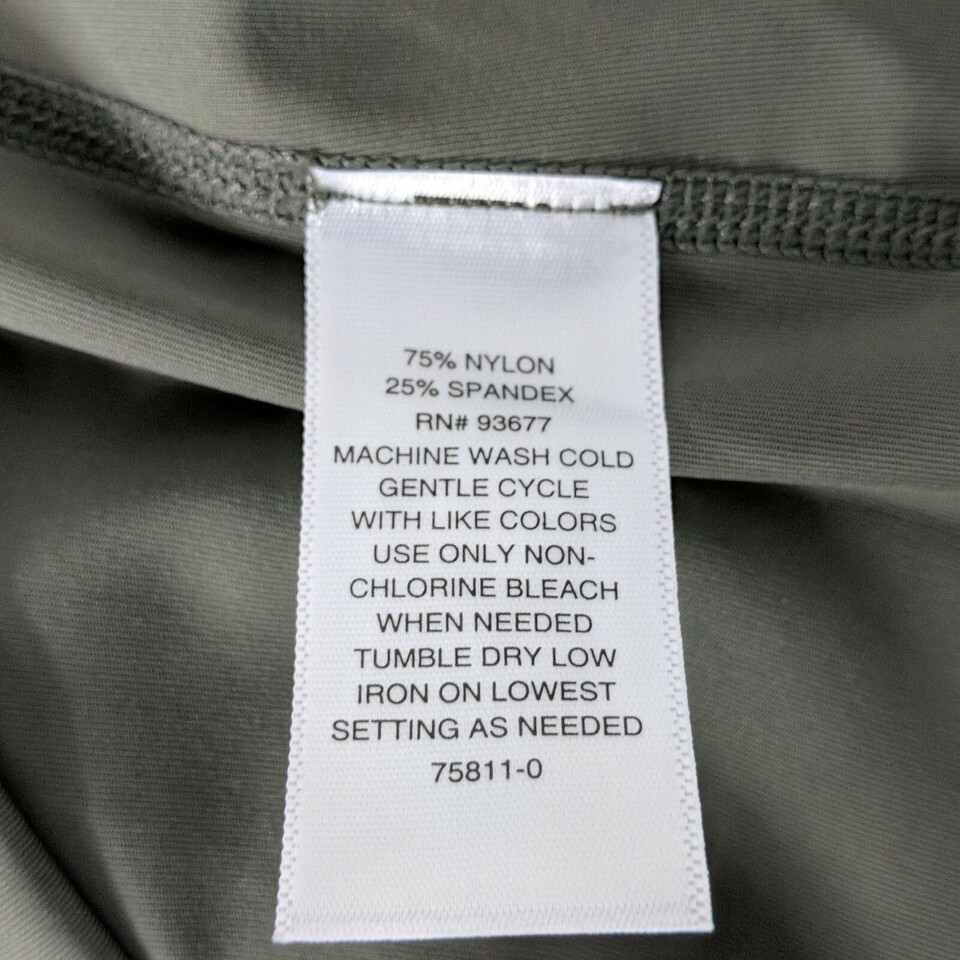 75% NYLON
25% SPANDEX
RN# 93677
MACHINE WASH COLD
GENTLE CYCLE
WITH LIKE COLORS
USE ONLY NON-
CHLORINE BLEACH
WHEN NEEDED
TUMBLE DRY LOW
IRON ON LOWEST
SETTING AS NEEDED
75811-0